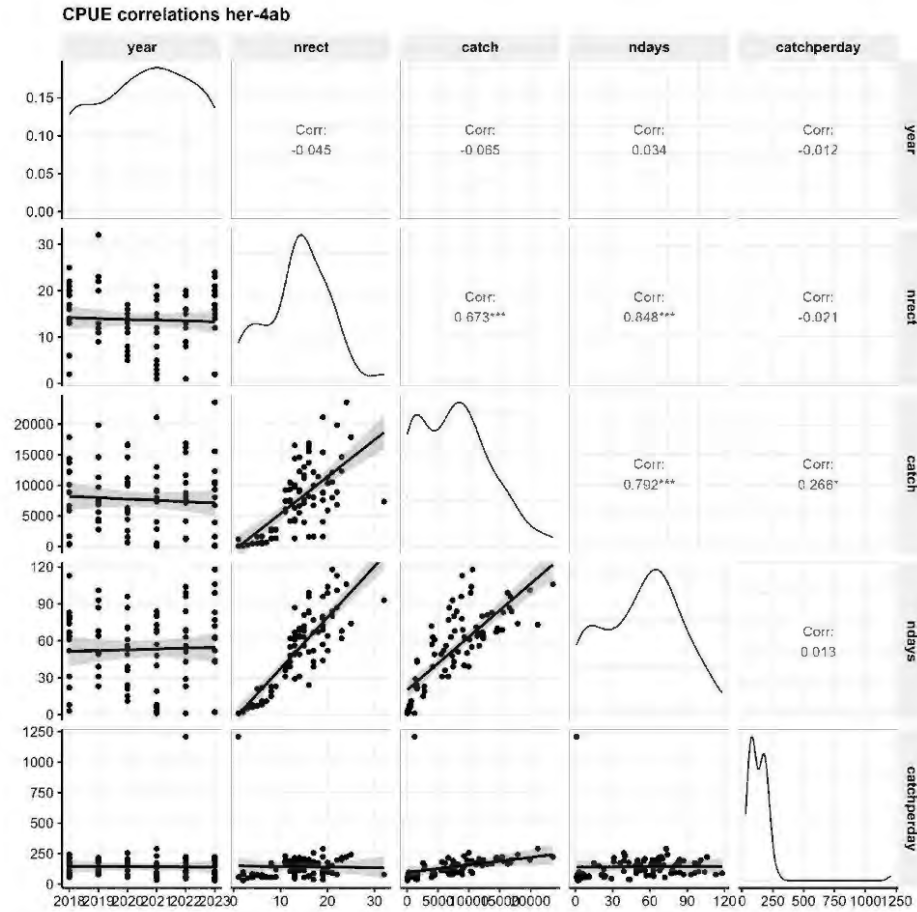 CPUE correlations her-4ab
year nrect catch ndays catchperday
0.15
0.10
0.05
0.00
Corr:
-0.045
Corr:
-0.065
Corr:
0.034
Corr:
-0.012
year
30
20
10
0
Corr:
0.673***
Corr:
0.848***
Corr:
-0.021
nrect
20000
15000
10000
5000
0
Corr:
0.792***
Corr:
0.266*
catch
120
90
60
30
0
Corr:
0.013
ndays
1250
1000
750
500
250
0
catchperday
2018 2019 2020 2021 2022 2023 0 10 20 30 0 5000 10000 15000 20000 0 30 60 90 120 0 250 500 750 1000 1250